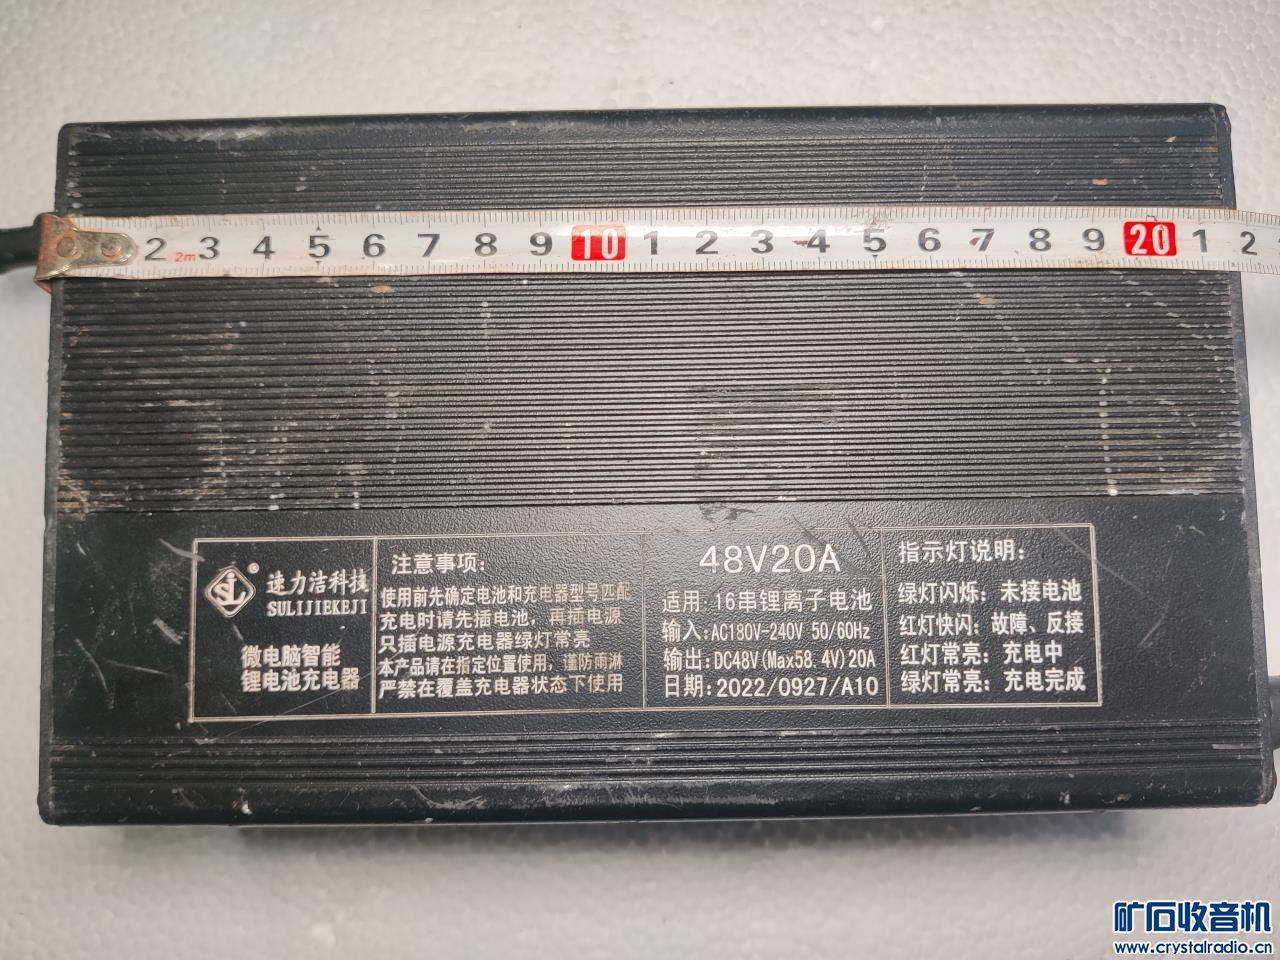 2 3 4 5 6 7 8 9 10 1 2 3 4 5 6 7 8 9 20 1 2
2m
SL
速力洁科技
SULIJIEKEJI
微电脑智能
锂电池充电器
注意事项:
使用前先确定电池和充电器型号匹配
充电时请先插电池，再插电源
只插电源充电器绿灯常亮
本产品请在指定位置使用，谨防雨淋
严禁在覆盖充电器状态下使用
48V20A
适用: 16串锂离子电池
输入: AC180V-240V 50/60Hz
输出: DC48V(Max58.4V)20A
日期: 2022/0927/A10
指示灯说明:
绿灯闪烁: 未接电池
红灯快闪: 故障、反接
红灯常亮: 充电中
绿灯常亮: 充电完成
矿石收音机
www.crystalradio.cn